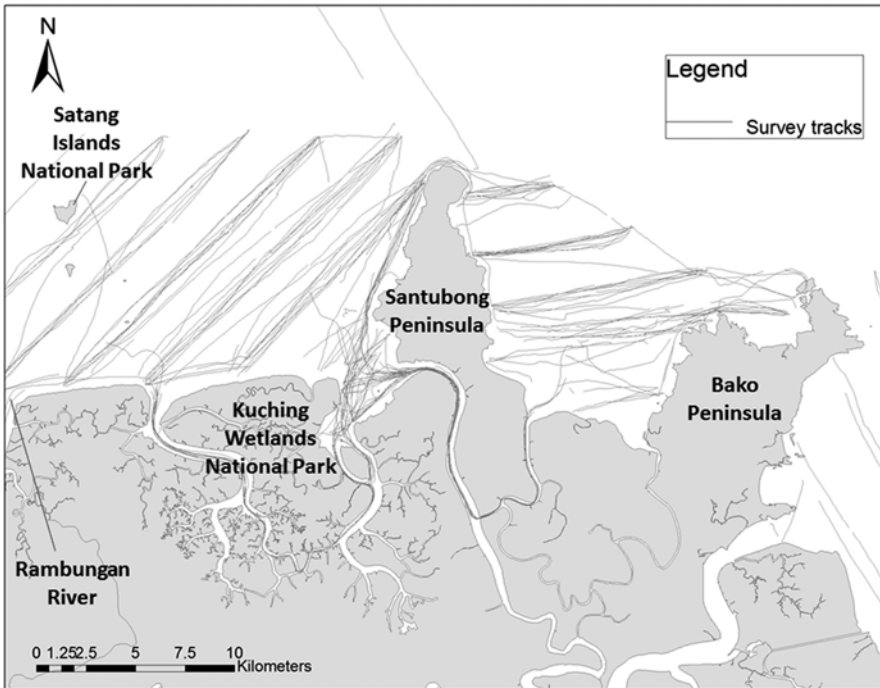 N
Satang
Islands
National Park
Legend
Survey tracks
Santubong
Peninsula
Bako
Peninsula
Kuching
Wetlands
National Park
Rambungan
River
0 1.252.5 5 7.5 10
Kilometers